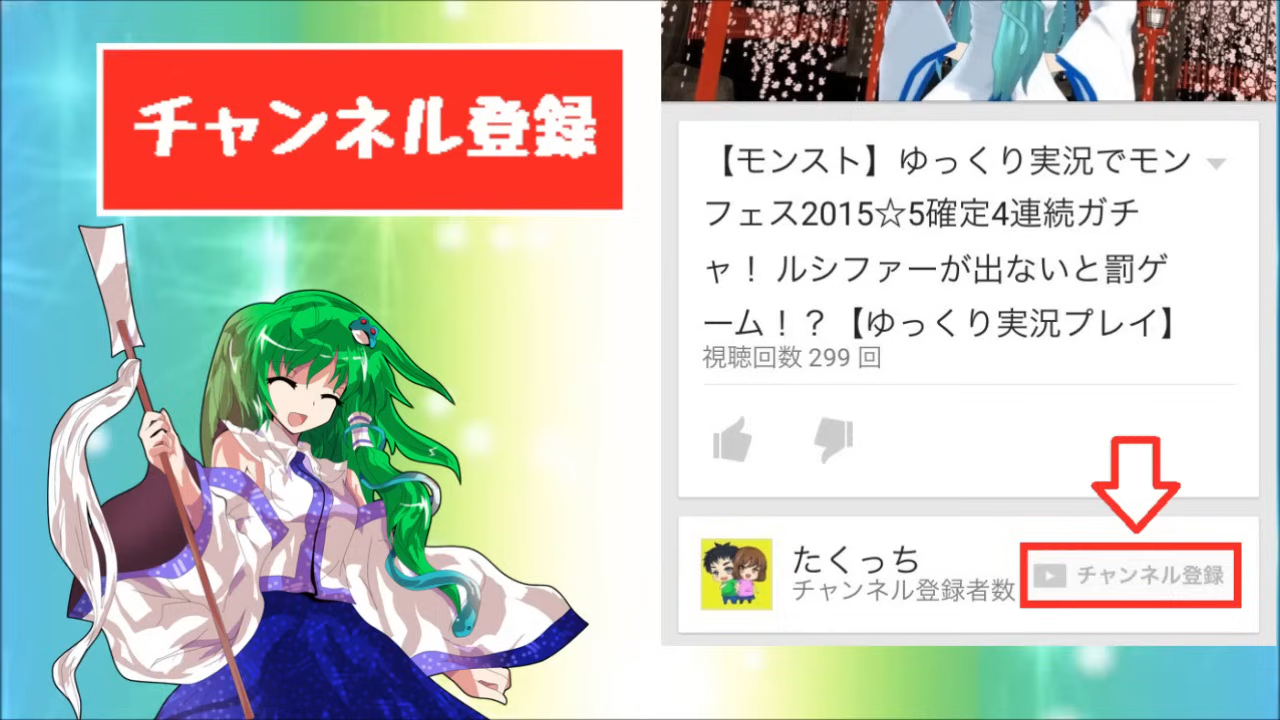 チャンネル登録
【モンスト】ゆっくり実況でモン
フェス2015☆5確定4連続ガチ
ャ！ルシファーが出ないと罰ゲ
ーム！？【ゆっくり実況プレイ】
視聴回数 299 回
たくっち
チャンネル登録者数
チャンネル登録